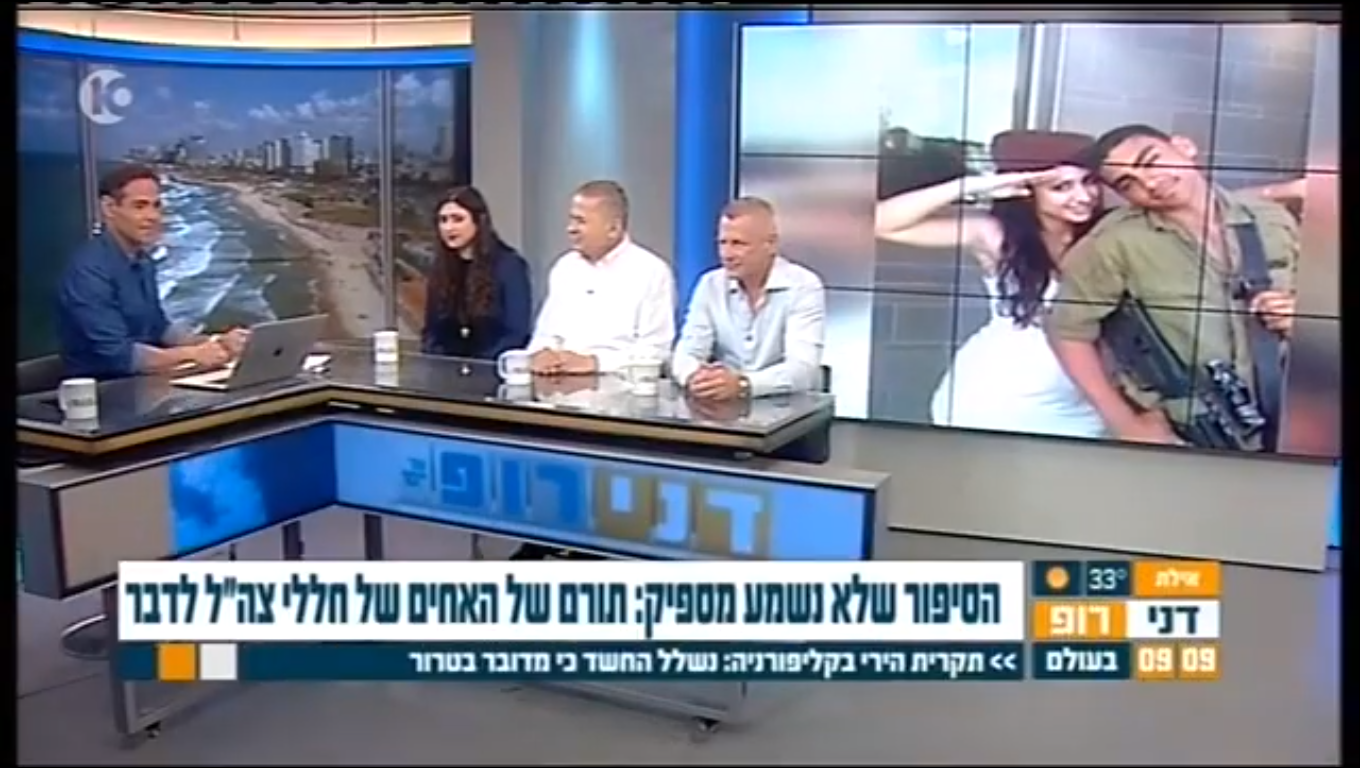 10
דני רופ
הסיפור שלא נשמע מספיק: תורם של האחים של חללי צה"ל לדבר
>> תקרית הירי בקליפורניה: נשלל החשד כי מדובר בטרור
אילת 33°
דני רופ
09 09 בעולם